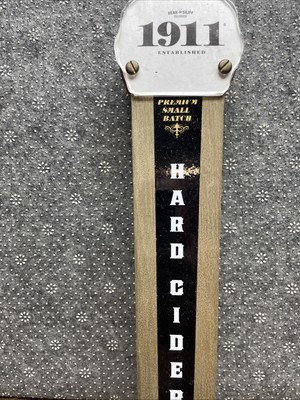 1911
ESTABLISHED
PREMIUM
SMALL
BATCH
HARD CIDER